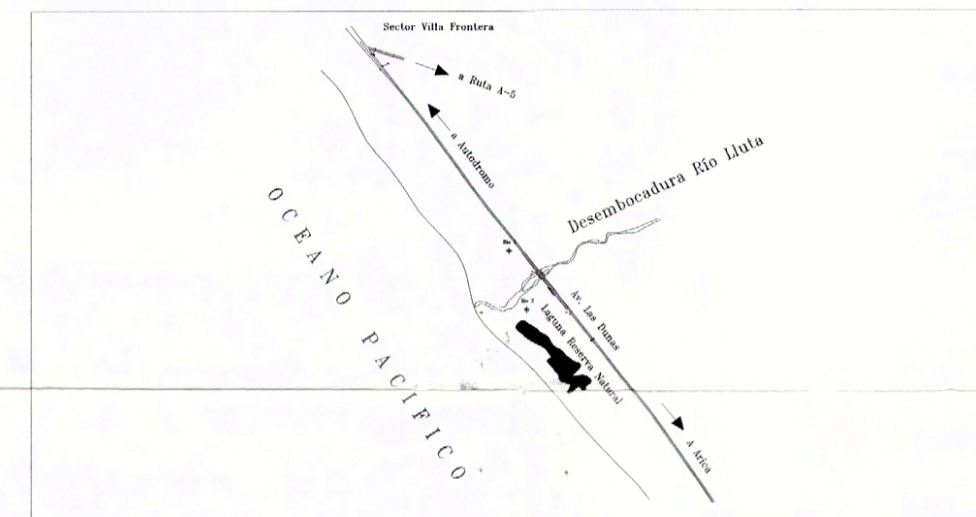 Sector Villa Frontera
a Ruta A-5
a Autodromo
Desembocadura Río Lluta
OCEANO PACIFICO
Av. Las Dunas
Laguna Reserva Natural
A Arica